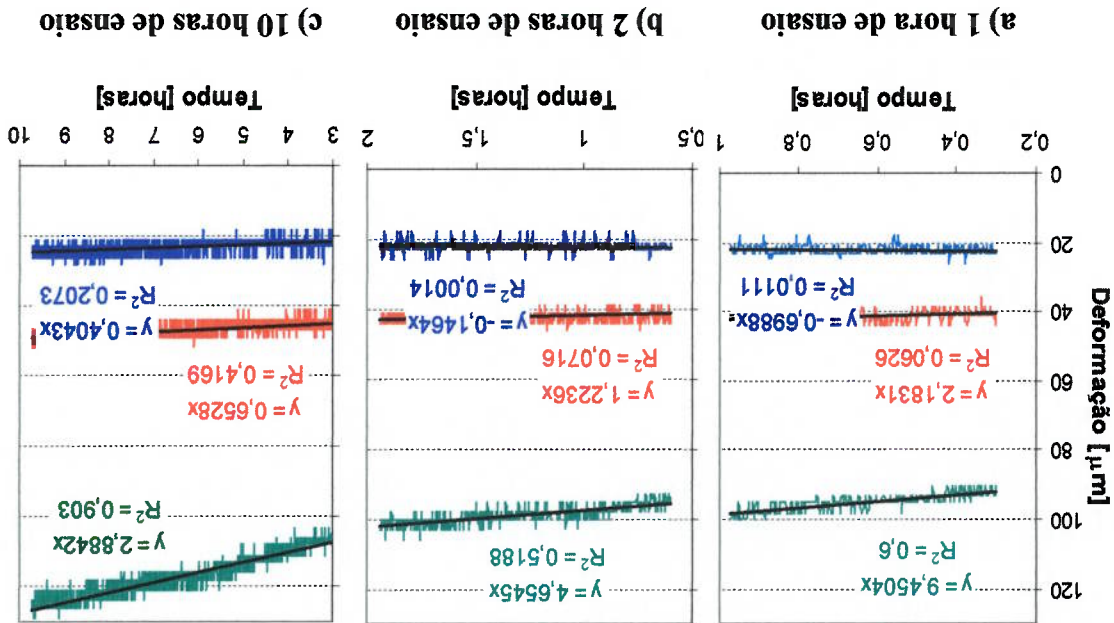 Deformação [µm]
120
100
80
60
40
20
0
y = 9,4504x
R² = 0,6
y = 2,1831x
R² = 0,0626
y = -0,6988x
R² = 0,0111
0,2 0,4 0,6 0,8 1
Tempo [horas]
a) 1 hora de ensaio
y = 4,6545x
R² = 0,5188
y = 1,2236x
R² = 0,0716
y = -0,1464x
R² = 0,0014
0,5 1 1,5 2
Tempo [horas]
b) 2 horas de ensaio
y = 2,8842x
R² = 0,903
y = 0,6528x
R² = 0,4169
y = 0,4043x
R² = 0,2073
3 4 5 6 7 8 9 10
Tempo [horas]
c) 10 horas de ensaio